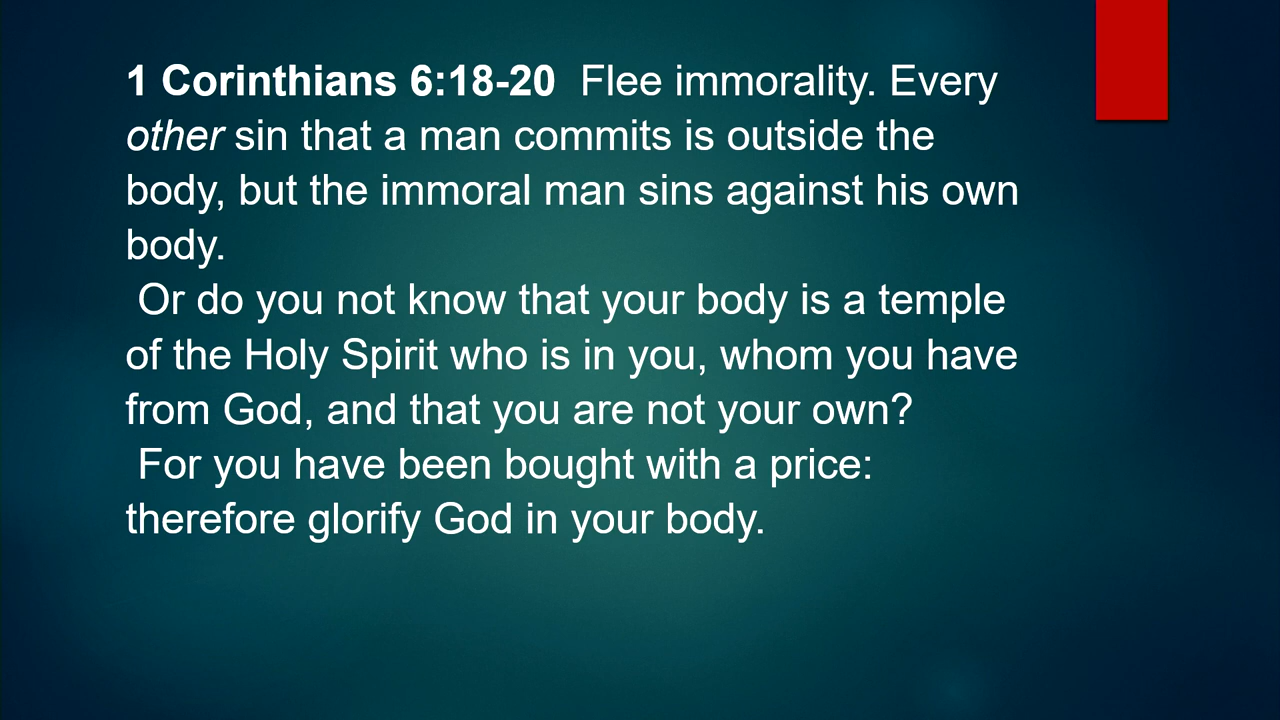 1 Corinthians 6:18-20  Flee immorality. Every
other sin that a man commits is outside the
body, but the immoral man sins against his own
body.
Or do you not know that your body is a temple
of the Holy Spirit who is in you, whom you have
from God, and that you are not your own?
For you have been bought with a price:
therefore glorify God in your body.